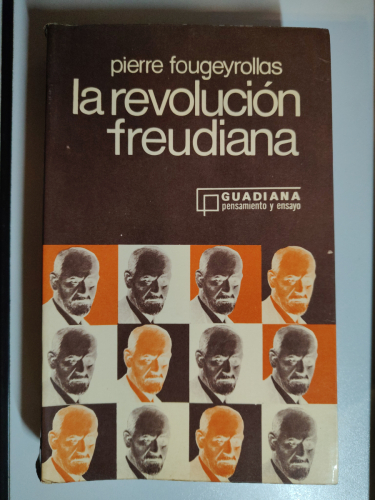 pierre fougeyrollas
la revolución
freudiana
GUADIANA
pensamiento y ensayo